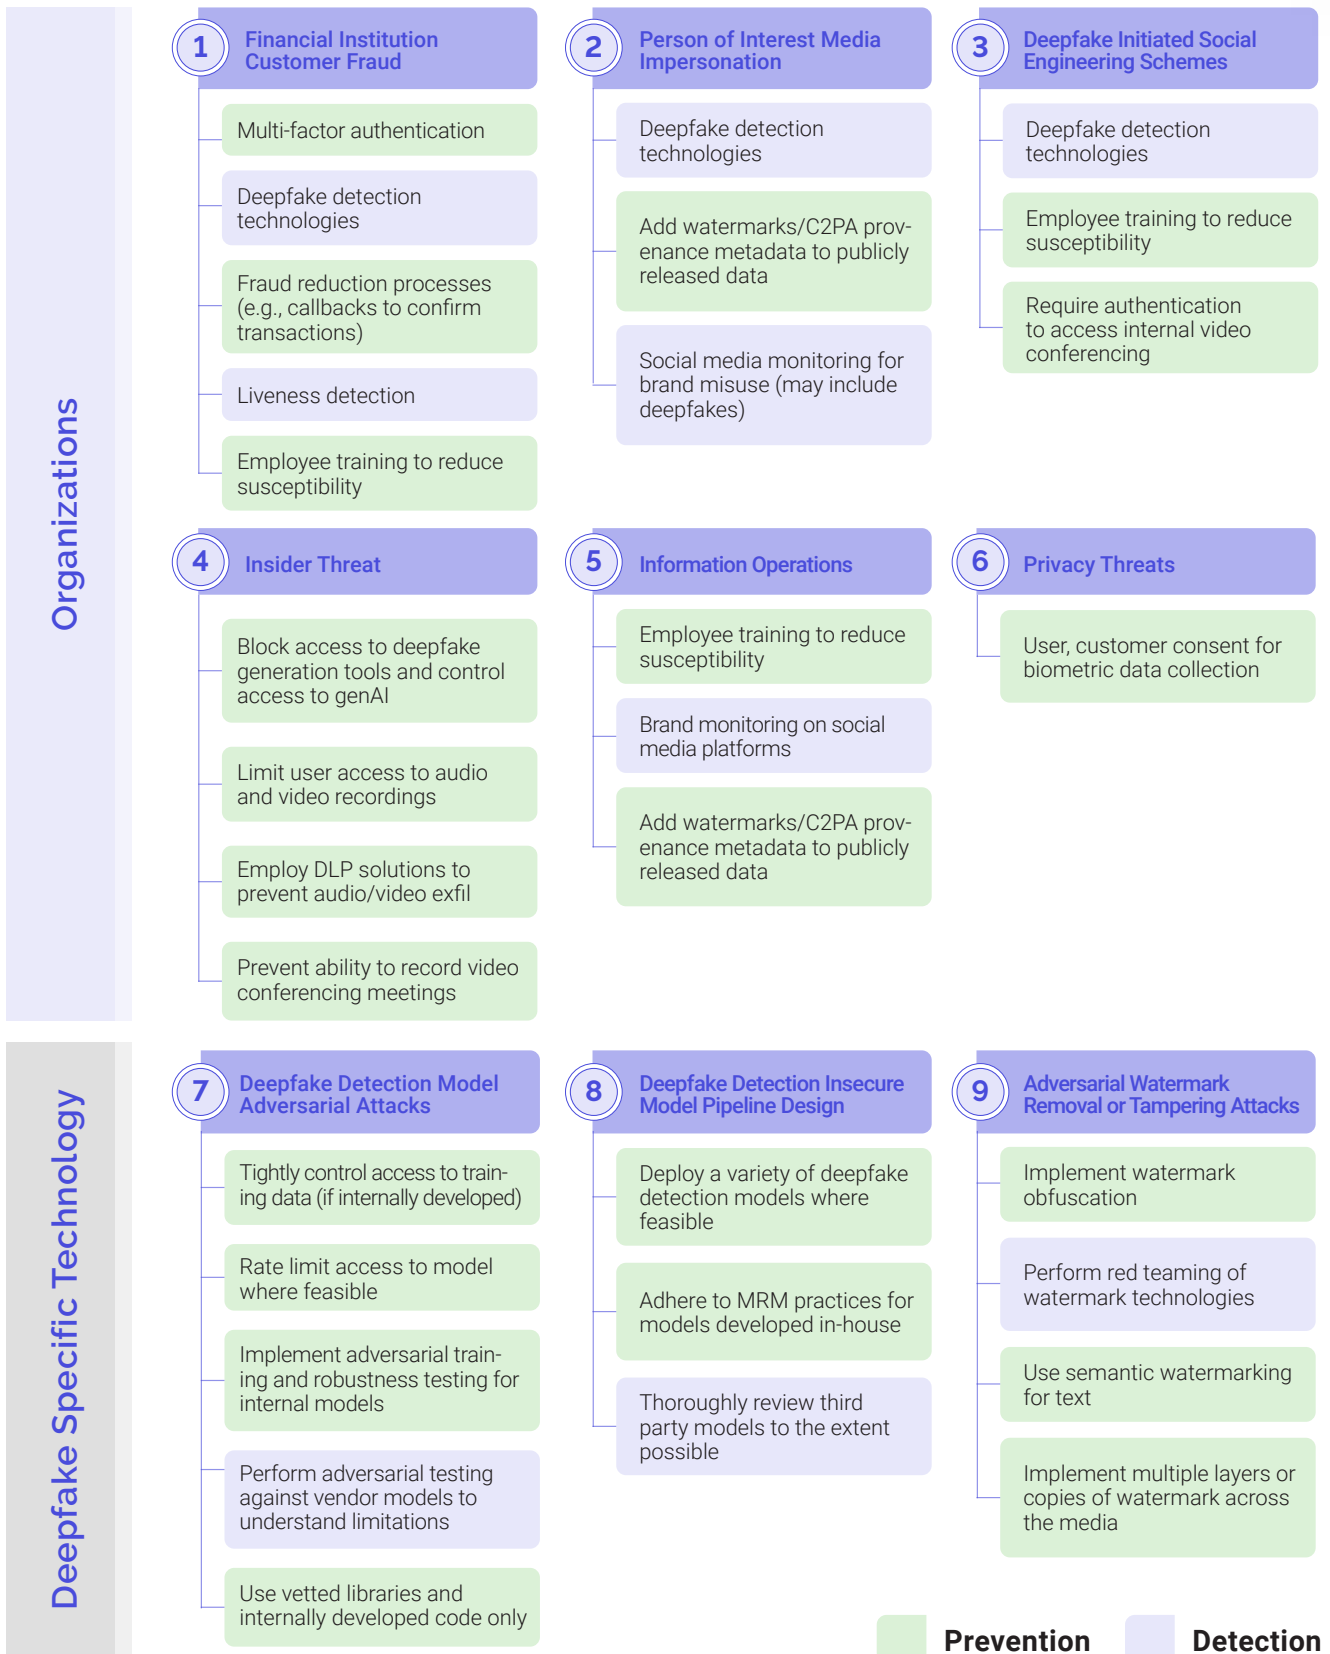 Organizations
1
Financial Institution
Customer Fraud
Multi-factor authentication
Deepfake detection
technologies
Fraud reduction processes
(e.g., callbacks to confirm
transactions)
Liveness detection
Employee training to reduce
susceptibility
2
Person of Interest Media
Impersonation
Deepfake detection
technologies
Add watermarks/C2PA prov-
enance metadata to publicly
released data
Social media monitoring for
brand misuse (may include
deepfakes)
3
Deepfake Initiated Social
Engineering Schemes
Deepfake detection
technologies
Employee training to reduce
susceptibility
Require authentication
to access internal video
conferencing
4
Insider Threat
Block access to deepfake
generation tools and control
access to genAI
Limit user access to audio
and video recordings
Employ DLP solutions to
prevent audio/video exfil
Prevent ability to record video
conferencing meetings
5
Information Operations
Employee training to reduce
susceptibility
Brand monitoring on social
media platforms
Add watermarks/C2PA prov-
enance metadata to publicly
released data
6
Privacy Threats
User, customer consent for
biometric data collection
Deepfake Specific Technology
7
Deepfake Detection Model
Adversarial Attacks
Tightly control access to train-
ing data (if internally developed)
Rate limit access to model
where feasible
Implement adversarial train-
ing and robustness testing for
internal models
Perform adversarial testing
against vendor models to
understand limitations
Use vetted libraries and
internally developed code only
8
Deepfake Detection Insecure
Model Pipeline Design
Deploy a variety of deepfake
detection models where
feasible
Adhere to MRM practices for
models developed in-house
Thoroughly review third
party models to the extent
possible
9
Adversarial Watermark
Removal or Tampering Attacks
Implement watermark
obfuscation
Perform red teaming of
watermark technologies
Use semantic watermarking
for text
Implement multiple layers or
copies of watermark across
the media
Prevention
Detection